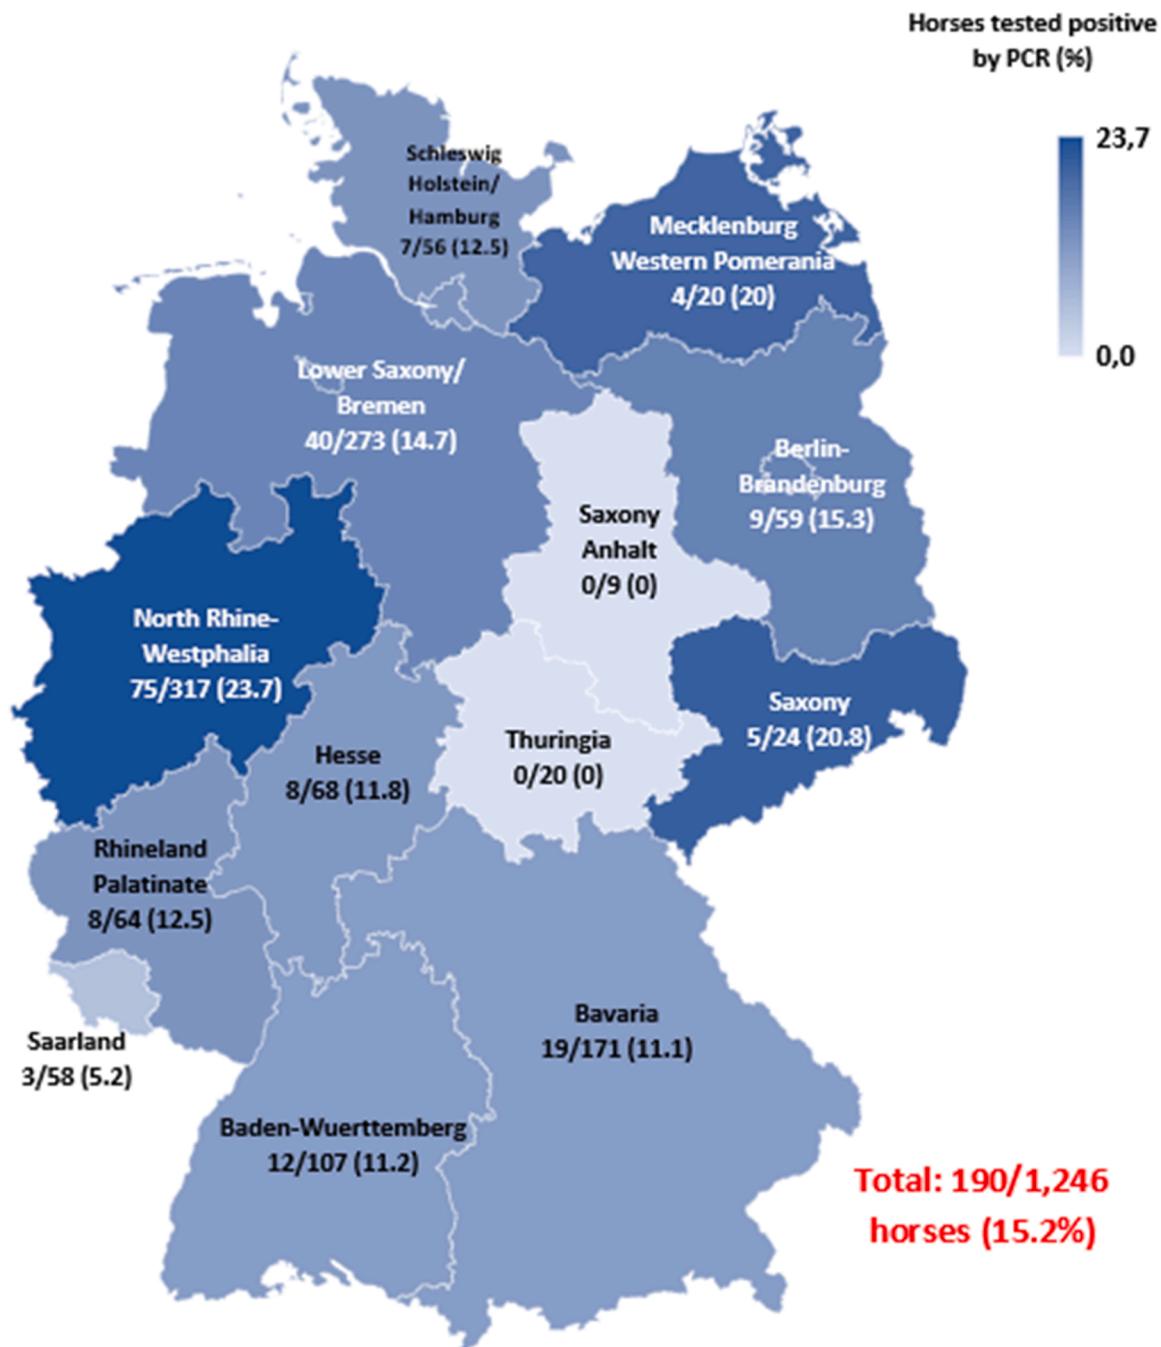 Horses tested positive
by PCR (%)
23,7
0,0
Schleswig
Holstein/
Hamburg
7/56 (12.5)
Mecklenburg
Western Pomerania
4/20 (20)
Lower Saxony/
Bremen
40/273 (14.7)
Berlin-
Brandenburg
9/59 (15.3)
Saxony
Anhalt
0/9 (0)
North Rhine-
Westphalia
75/317 (23.7)
Saxony
5/24 (20.8)
Thuringia
0/20 (0)
Hesse
8/68 (11.8)
Rhineland
Palatinate
8/64 (12.5)
Saarland
3/58 (5.2)
Bavaria
19/171 (11.1)
Baden-Wuerttemberg
12/107 (11.2)
Total: 190/1,246
horses (15.2%)